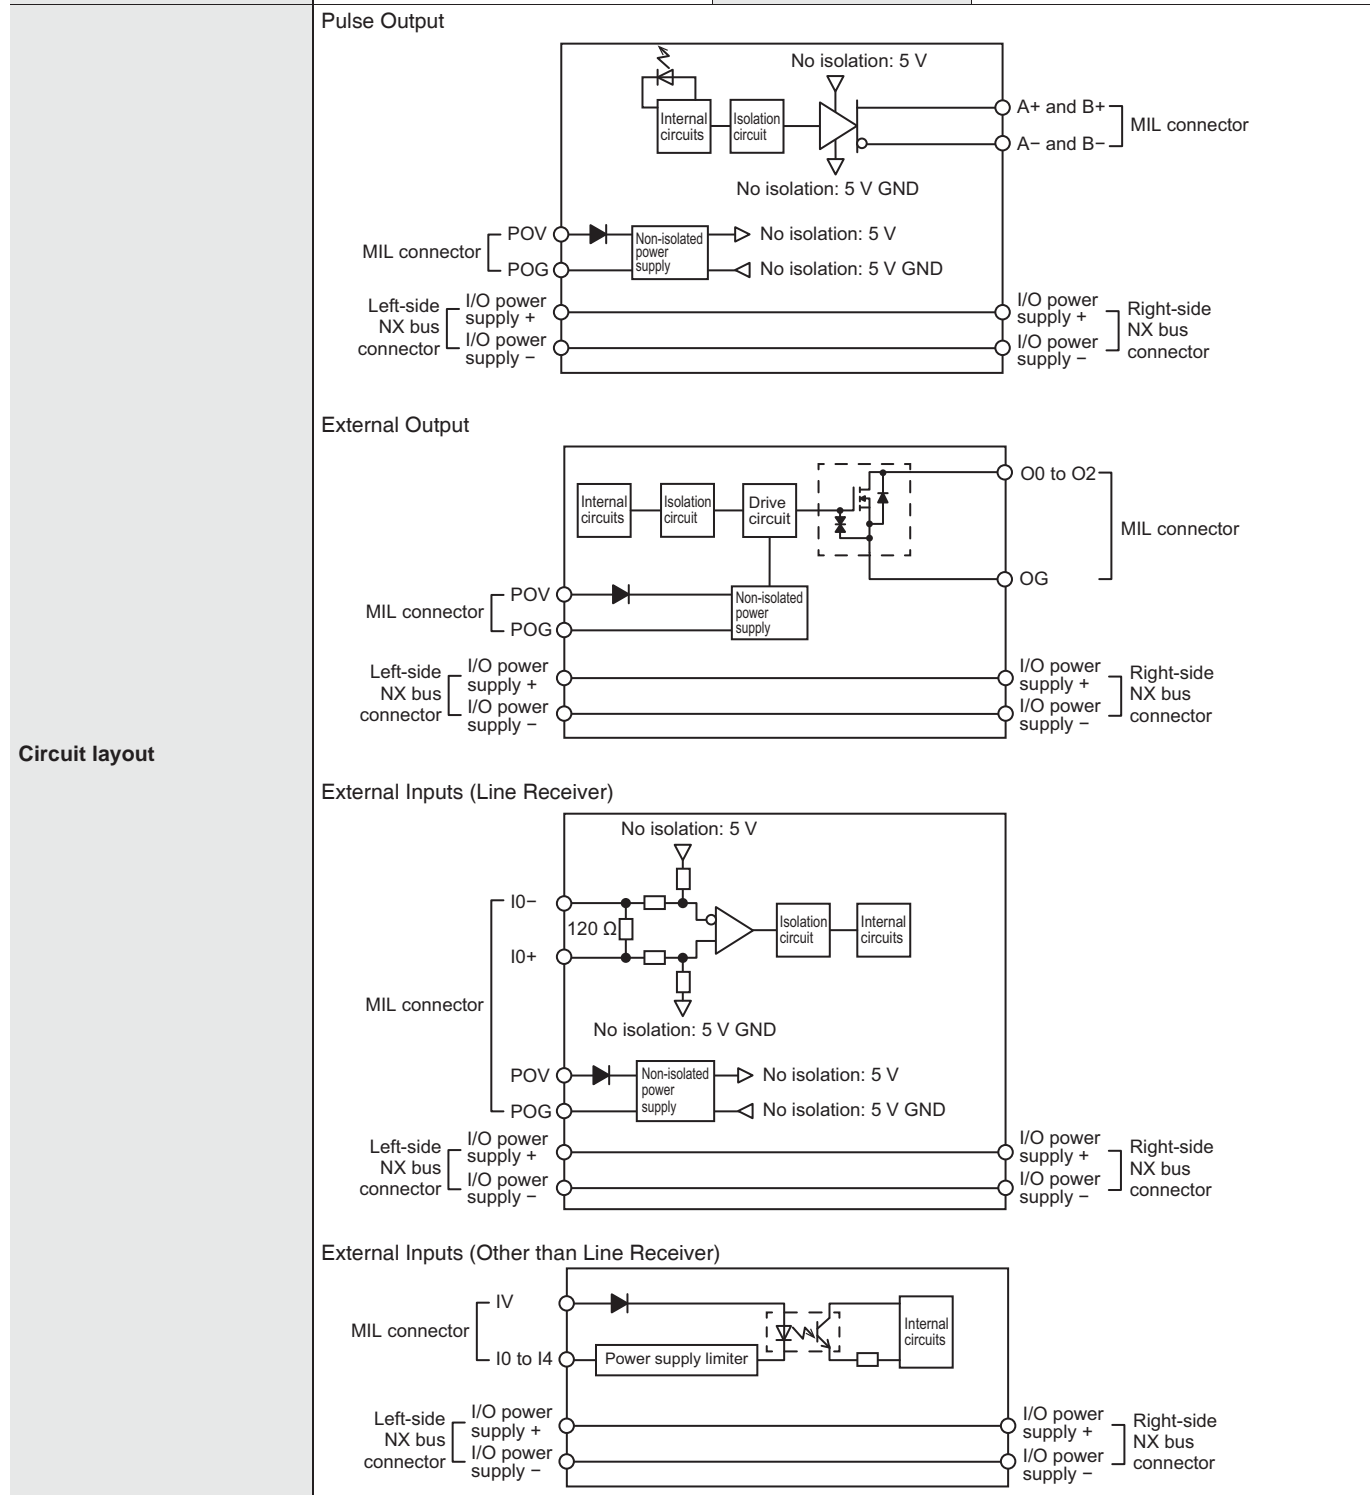 Circuit layout
Pulse Output
No isolation: 5 V
Internal
circuits
Isolation
circuit
A+ and B+
A− and B−
MIL connector
No isolation: 5 V GND
MIL connector
POV
POG
Non-isolated
power
supply
No isolation: 5 V
No isolation: 5 V GND
Left-side
NX bus
connector
I/O power
supply +
I/O power
supply −
I/O power
supply +
I/O power
supply −
Right-side
NX bus
connector
External Output
Internal
circuits
Isolation
circuit
Drive
circuit
O0 to O2
OG
MIL connector
MIL connector
POV
POG
Non-isolated
power
supply
Left-side
NX bus
connector
I/O power
supply +
I/O power
supply −
I/O power
supply +
I/O power
supply −
Right-side
NX bus
connector
External Inputs (Line Receiver)
No isolation: 5 V
I0−
120 Ω
I0+
Isolation
circuit
Internal
circuits
MIL connector
No isolation: 5 V GND
POV
POG
Non-isolated
power
supply
No isolation: 5 V
No isolation: 5 V GND
Left-side
NX bus
connector
I/O power
supply +
I/O power
supply −
I/O power
supply +
I/O power
supply −
Right-side
NX bus
connector
External Inputs (Other than Line Receiver)
MIL connector
IV
I0 to I4
Power supply limiter
Internal
circuits
Left-side
NX bus
connector
I/O power
supply +
I/O power
supply −
I/O power
supply +
I/O power
supply −
Right-side
NX bus
connector